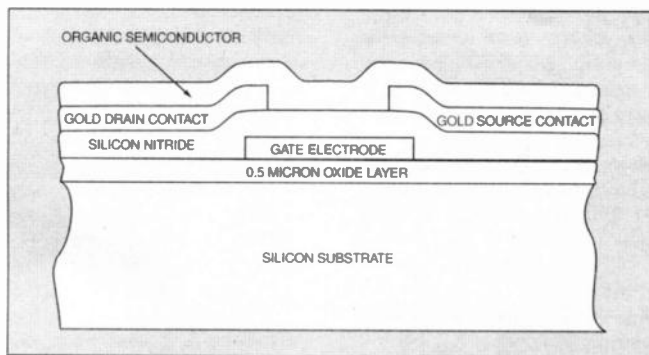 ORGANIC SEMICONDUCTOR
GOLD DRAIN CONTACT
GOLD SOURCE CONTACT
SILICON NITRIDE
GATE ELECTRODE
0.5 MICRON OXIDE LAYER
SILICON SUBSTRATE